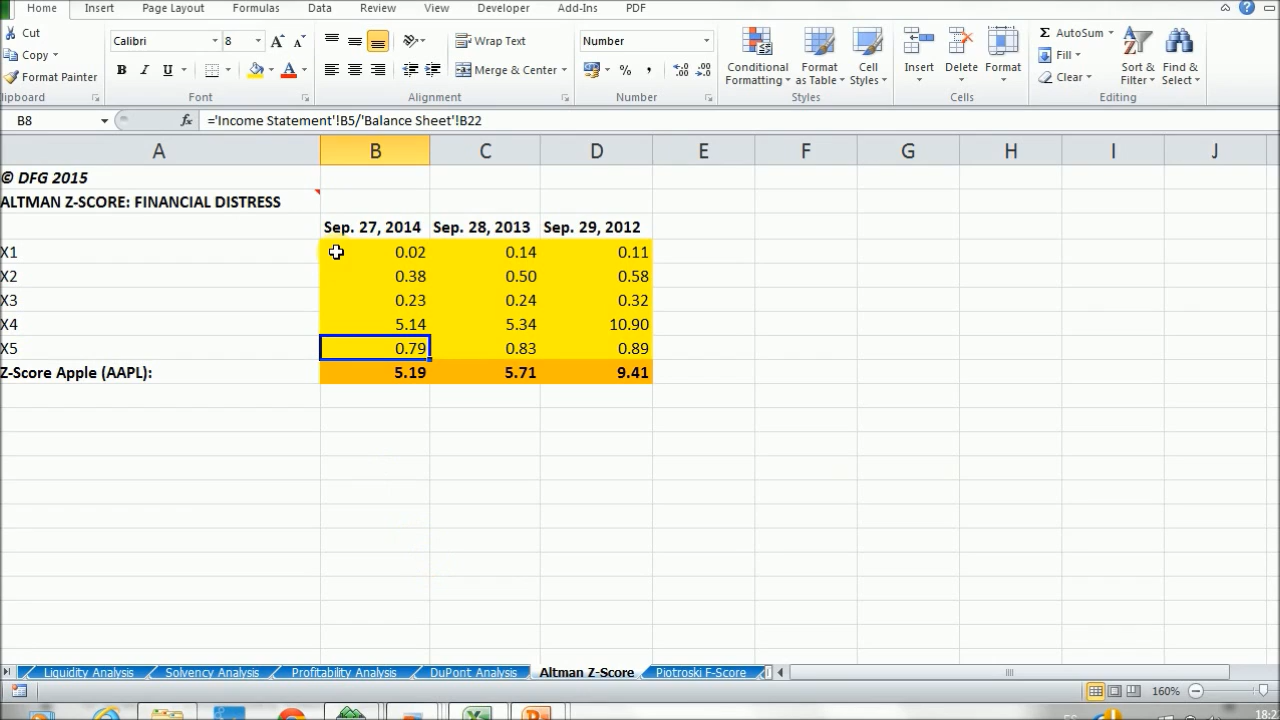 Home Insert Page Layout Formulas Data Review View Developer Add-Ins PDF
Cut
Copy
Format Painter
Calibri 8
B I U A
Wrap Text
Merge & Center
Number
%
Conditional Formatting
Format as Table
Cell Styles
Insert
Delete
Format
AutoSum
Fill
Clear
Sort & Filter
Find & Select
lipboard Font Alignment Number Styles Cells Editing
B8 fx ='Income Statement'!B5/'Balance Sheet'!B22
A B C D E F G H I J
© DFG 2015
ALTMAN Z-SCORE: FINANCIAL DISTRESS
Sep. 27, 2014 Sep. 28, 2013 Sep. 29, 2012
X1 0.02 0.14 0.11
X2 0.38 0.50 0.58
X3 0.23 0.24 0.32
X4 5.14 5.34 10.90
X5 0.79 0.83 0.89
Z-Score Apple (AAPL): 5.19 5.71 9.41
Liquidity Analysis Solvency Analysis Profitability Analysis DuPont Analysis Altman Z-Score Piotroski F-Score
160%